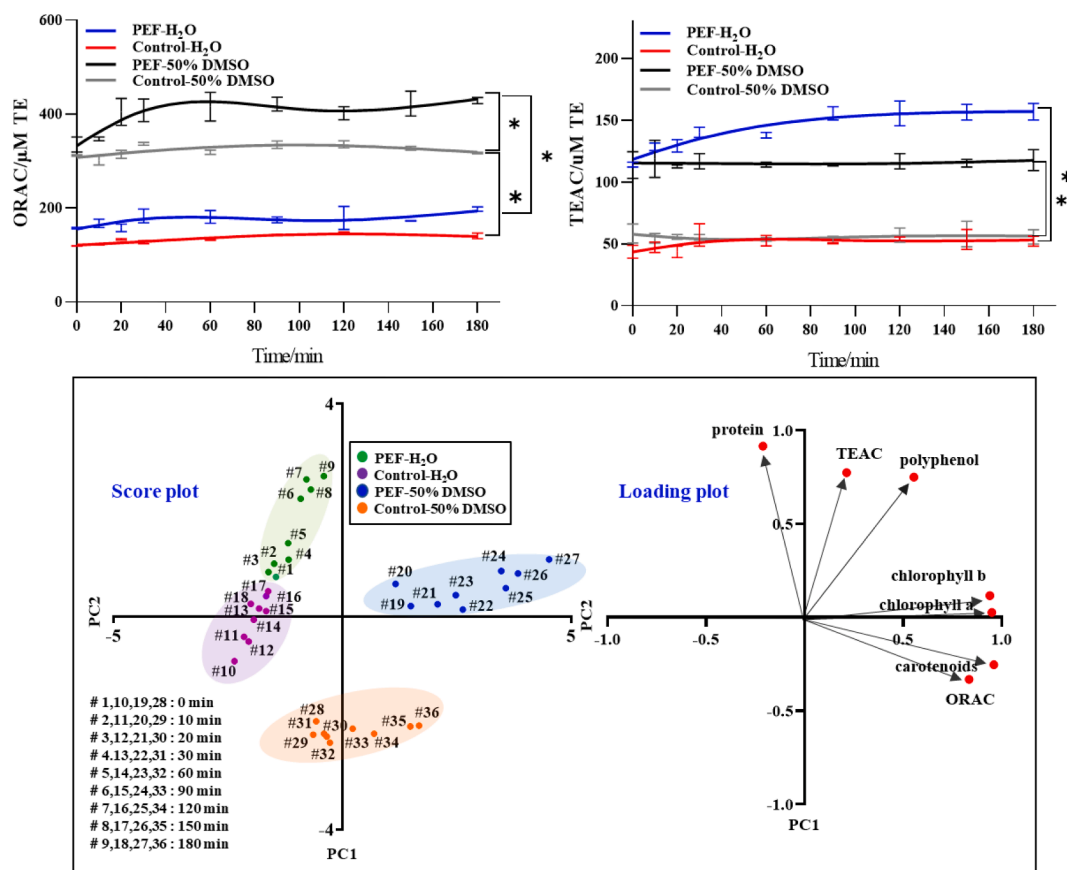 600
400
200
0
ORAC/µM TE
PEF-H2O
Control-H2O
PEF-50% DMSO
Control-50% DMSO
*
*
*
0 20 40 60 80 100 120 140 160 180
Time/min
200
150
100
50
0
TEAC/uM TE
PEF-H2O
Control-H2O
PEF-50% DMSO
Control-50% DMSO
*
*
0 20 40 60 80 100 120 140 160 180
Time/min
Score plot
4
-4
-5
5
PC2
PC1
PEF-H2O
Control-H2O
PEF-50% DMSO
Control-50% DMSO
#7 #9
#6 #8
#5
#2
#3 #4
#1
#17
#18 #16
#13 #15
#14
#11
#12
#10
#24 #27
#20 #26
#21 #23
#19 #22 #25
#28
#31 #30 #35 #36
#29 #33 #34
#32
# 1,10,19,28 : 0 min
# 2,11,20,29 : 10 min
# 3,12,21,30 : 20 min
# 4.13,22,31 : 30 min
# 5,14,23,32 : 60 min
# 6,15,24,33 : 90 min
# 7,16,25,34 : 120 min
# 8,17,26,35 : 150 min
# 9,18,27,36 : 180 min
Loading plot
1.0
0.5
-0.5
-1.0
-1.0 -0.5 0.5 1.0
PC2
PC1
protein
TEAC
polyphenol
chlorophyll b
chlorophyll a
carotenoids
ORAC